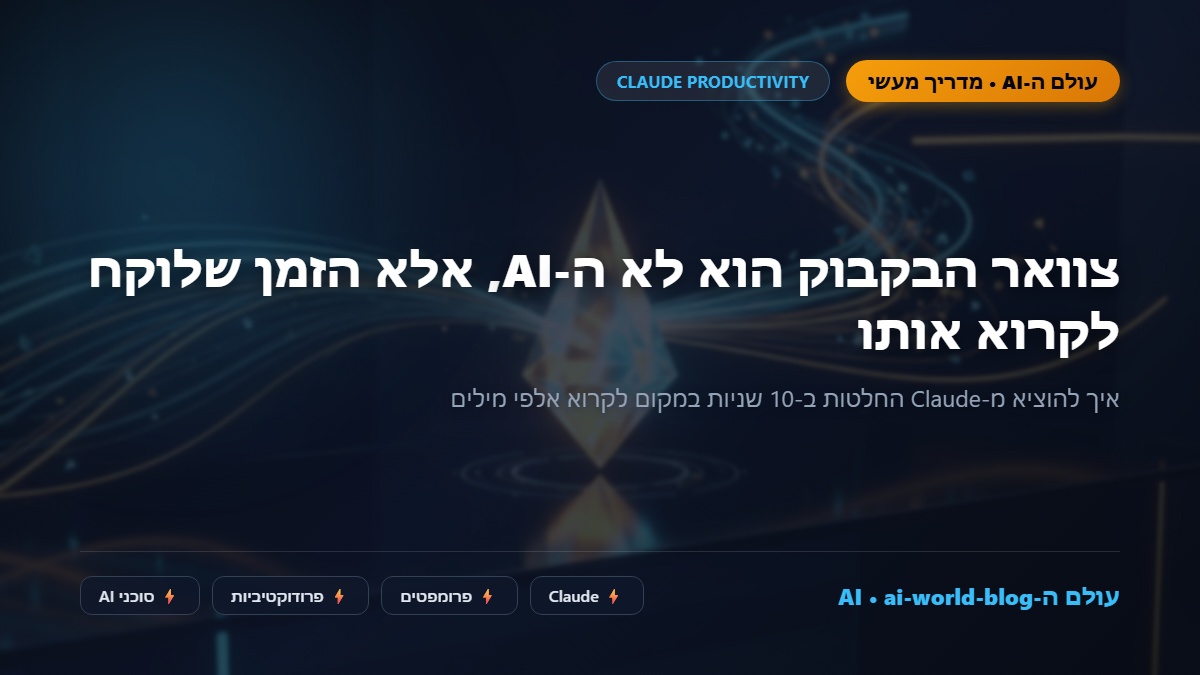 עולם ה-AI • מדריך מעשי
CLAUDE PRODUCTIVITY
צוואר הבקבוק הוא לא ה-AI, אלא הזמן שלוקח
לקרוא אותו
איך להוציא מ-Claude החלטות ב-10 שניות במקום לקרוא אלפי מילים
עולם ה-AI • ai-world-blog
Claude
פרומפטים
פרודוקטיביות
סוכני AI